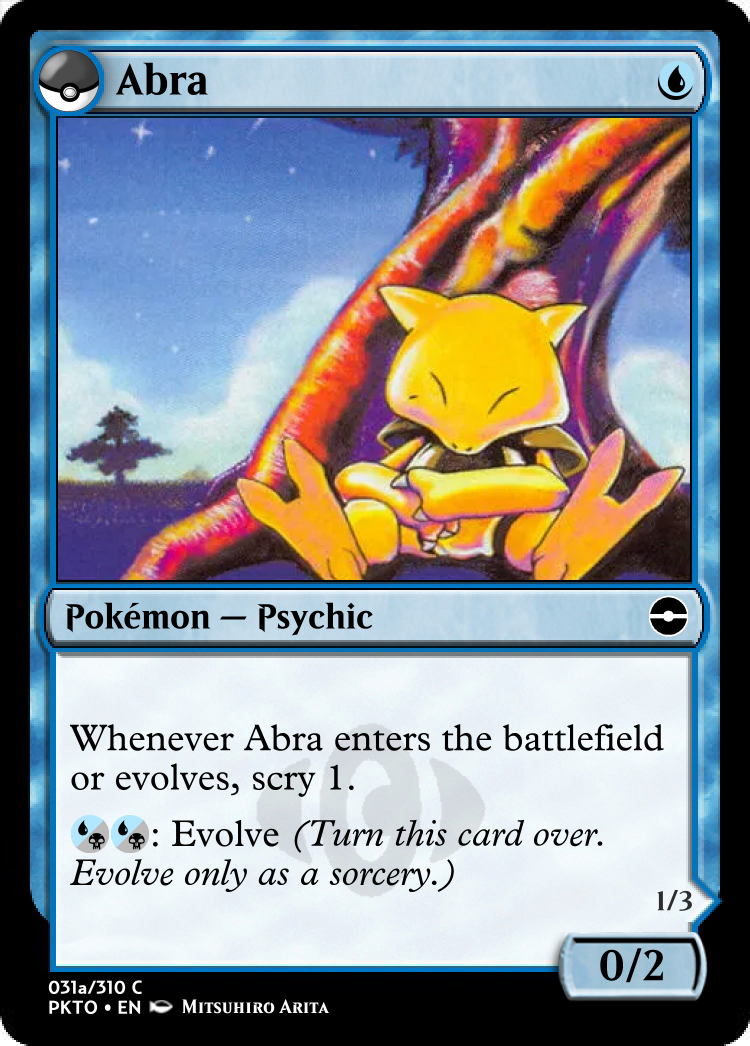 Abra
Pokémon — Psychic
Whenever Abra enters the battlefield
or evolves, scry 1.
: Evolve (Turn this card over.
Evolve only as a sorcery.)
1/3
0/2
031a/310 C
PKTO • EN Mitsuhiro Arita